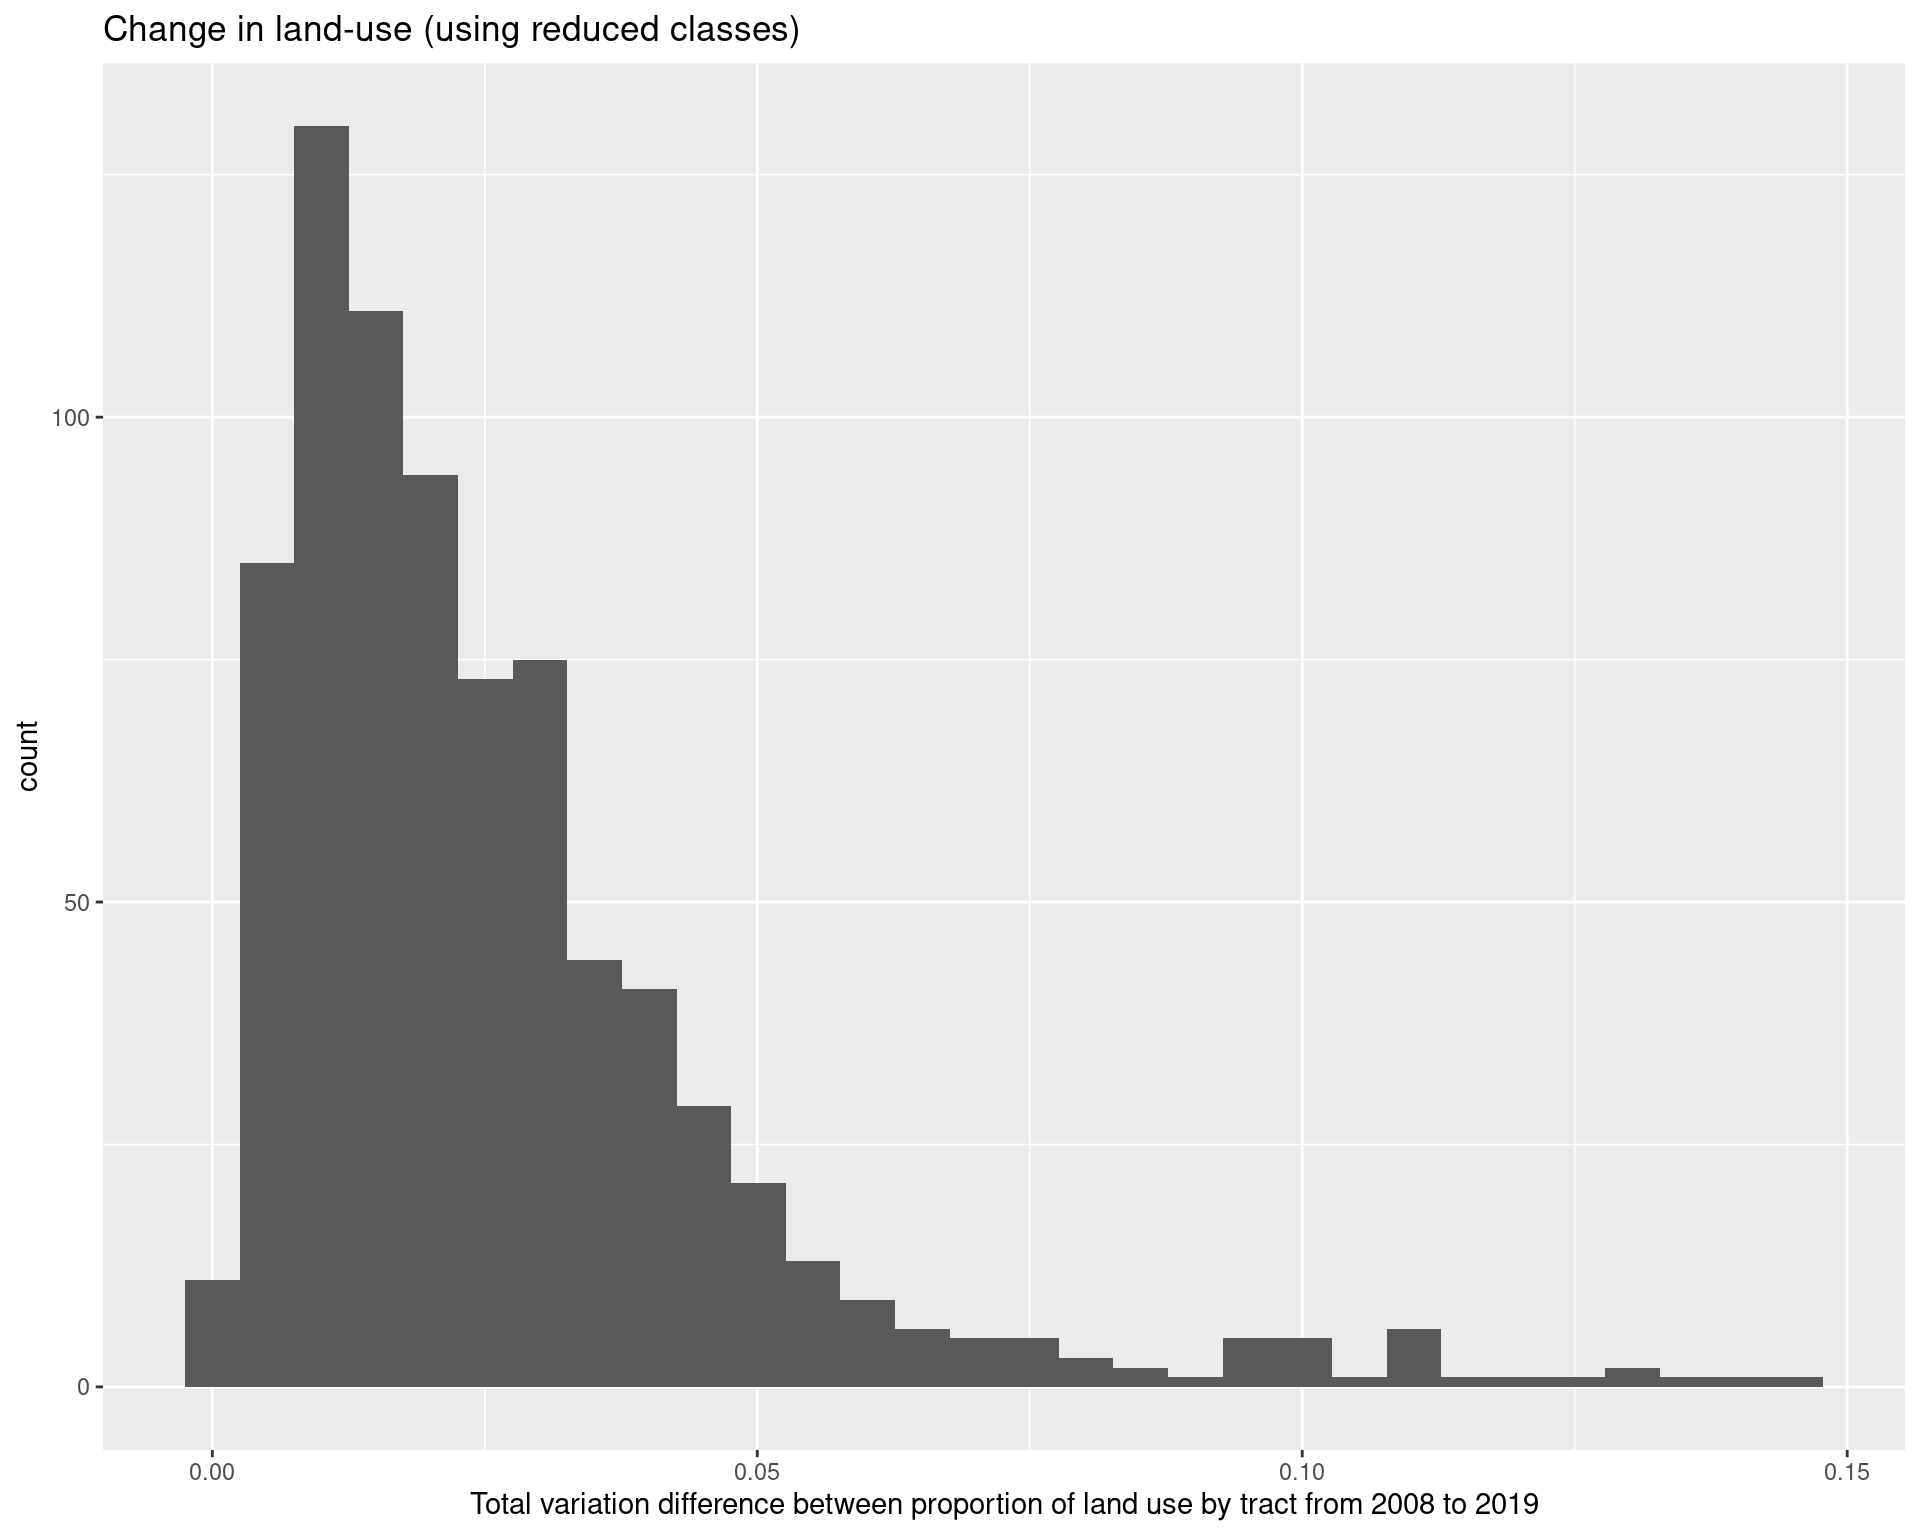 Change in land-use (using reduced classes)
100
50
0
count
0.00
0.05
0.10
0.15
Total variation difference between proportion of land use by tract from 2008 to 2019